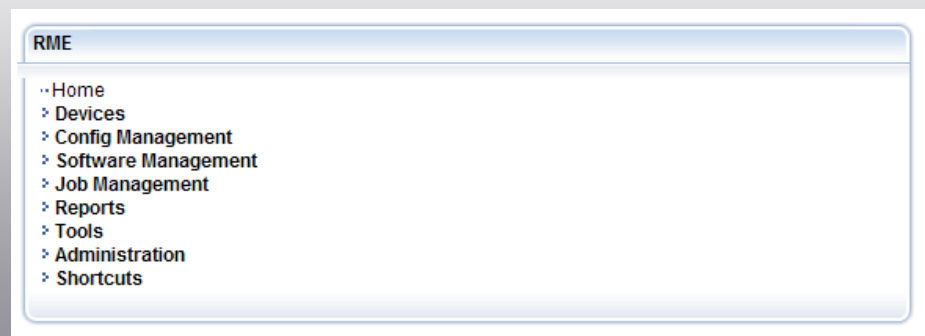 RME
Home
Devices
Config Management
Software Management
Job Management
Reports
Tools
Administration
Shortcuts